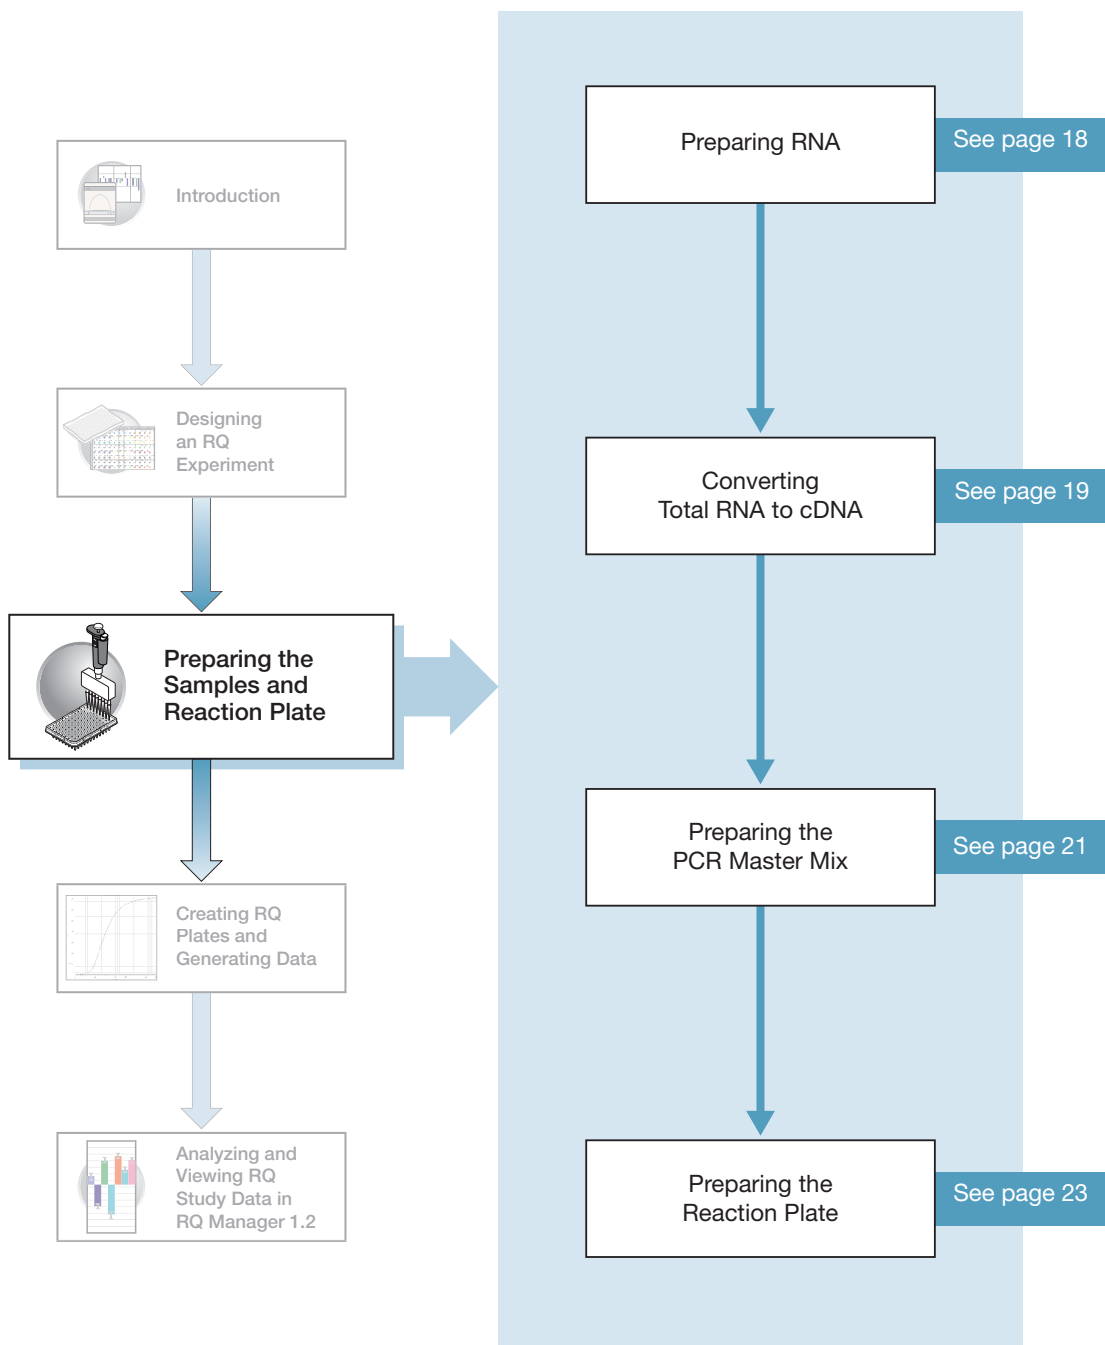 Introduction
Designing
an RQ
Experiment
Preparing the
Samples and
Reaction Plate
Creating RQ
Plates and
Generating Data
Analyzing and
Viewing RQ
Study Data in
RQ Manager 1.2
Preparing RNA
See page 18
Converting
Total RNA to cDNA
See page 19
Preparing the
PCR Master Mix
See page 21
Preparing the
Reaction Plate
See page 23